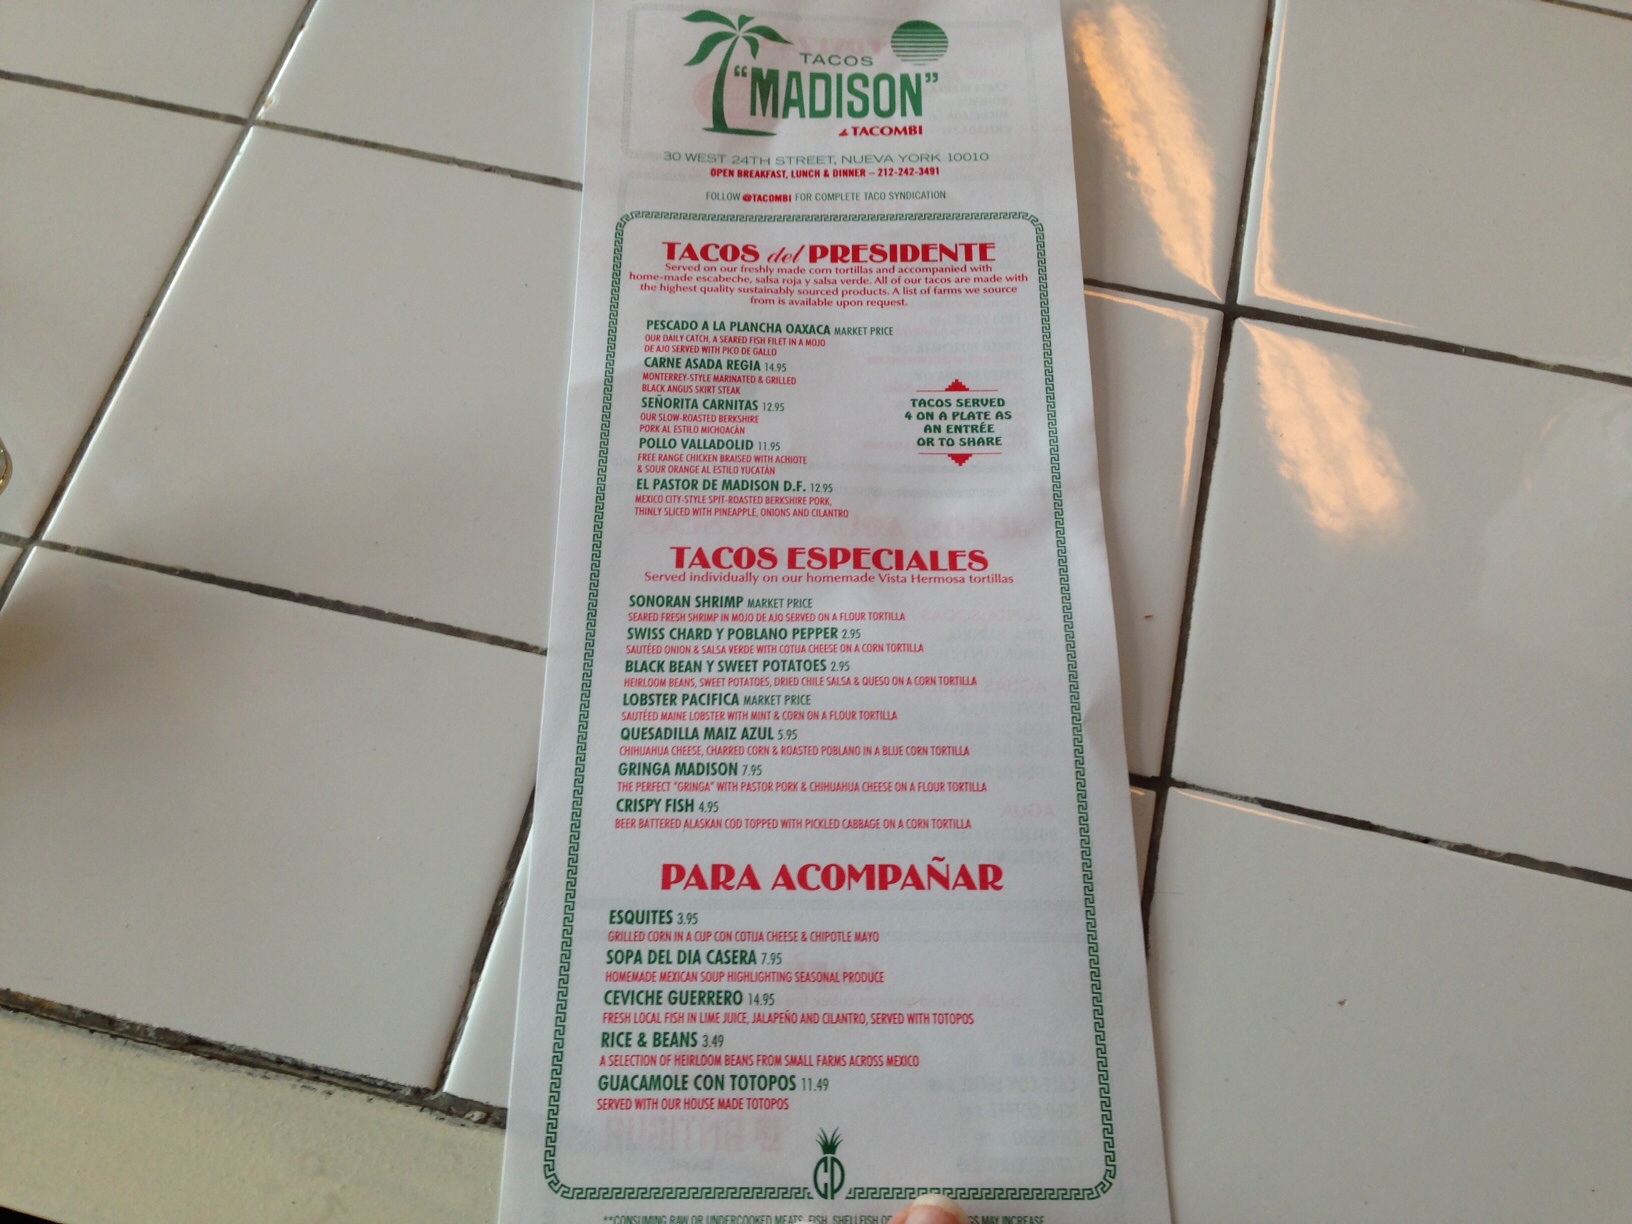 TACOS
"MADISON"
de TACOMBI
30 WEST 24TH STREET, NUEVA YORK 10010
OPEN BREAKFAST, LUNCH & DINNER – 212-242-3491
FOLLOW @TACOMBI FOR COMPLETE TACO SYNDICATION
TACOS del PRESIDENTE
Served on our freshly made corn tortillas and accompanied with
home-made escabeche, salsa roja y salsa verde. All of our tacos are made with
the highest quality sustainably sourced products. A list of farms we source
from is available upon request.
PESCADO A LA PLANCHA OAXACA MARKET PRICE
OUR DAILY CATCH, A SEARED FISH FILET IN A MOJO
DE AJO SERVED WITH PICO DE GALLO
CARNE ASADA REGIA 14.95
MONTERREY-STYLE MARINATED & GRILLED
BLACK ANGUS SKIRT STEAK
SEÑORITA CARNITAS 12.95
OUR SLOW-ROASTED BERKSHIRE
PORK AL ESTILO MICHOACÁN
POLLO VALLADOLID 11.95
FREE RANGE CHICKEN BRAISED WITH ACHIOTE
& SOUR ORANGE AL ESTILO YUCATÁN
EL PASTOR DE MADISON D.F. 12.95
MEXICO CITY-STYLE SPIT-ROASTED BERKSHIRE PORK,
THINLY SLICED WITH PINEAPPLE, ONIONS AND CILANTRO
TACOS SERVED
4 ON A PLATE AS
AN ENTRÉE
OR TO SHARE
TACOS ESPECIALES
Served individually on our homemade Vista Hermosa tortillas
SONORAN SHRIMP MARKET PRICE
SEARED FRESH SHRIMP IN MOJO DE AJO SERVED ON A FLOUR TORTILLA
SWISS CHARD Y POBLANO PEPPER 2.95
SAUTÉED ONION & SALSA VERDE WITH COTIJA CHEESE ON A CORN TORTILLA
BLACK BEAN Y SWEET POTATOES 2.95
HEIRLOOM BEANS, SWEET POTATOES, DRIED CHILE SALSA & QUESO ON A CORN TORTILLA
LOBSTER PACIFICA MARKET PRICE
SAUTÉED MAINE LOBSTER WITH MINT & CORN ON A FLOUR TORTILLA
QUESADILLA MAIZ AZUL 5.95
CHIHUAHUA CHEESE, CHARRED CORN & ROASTED POBLANO IN A BLUE CORN TORTILLA
GRINGA MADISON 7.95
THE PERFECT "GRINGA" WITH PASTOR PORK & CHIHUAHUA CHEESE ON A FLOUR TORTILLA
CRISPY FISH 4.95
BEER BATTERED ALASKAN COD TOPPED WITH PICKLED CABBAGE ON A CORN TORTILLA
PARA ACOMPAÑAR
ESQUITES 3.95
GRILLED CORN IN A CUP CON COTIJA CHEESE & CHIPOTLE MAYO
SOPA DEL DIA CASERA 7.95
HOMEMADE MEXICAN SOUP HIGHLIGHTING SEASONAL PRODUCE
CEVICHE GUERRERO 14.95
FRESH LOCAL FISH IN LIME JUICE, JALAPEÑO AND CILANTRO, SERVED WITH TOTOPOS
RICE & BEANS 3.49
A SELECTION OF HEIRLOOM BEANS FROM SMALL FARMS ACROSS MEXICO
GUACAMOLE CON TOTOPOS 11.49
SERVED WITH OUR HOUSE MADE TOTOPOS
CP
**CONSUMING RAW OR UNDERCOOKED MEATS, FISH, SHELLFISH MAY INCREASE